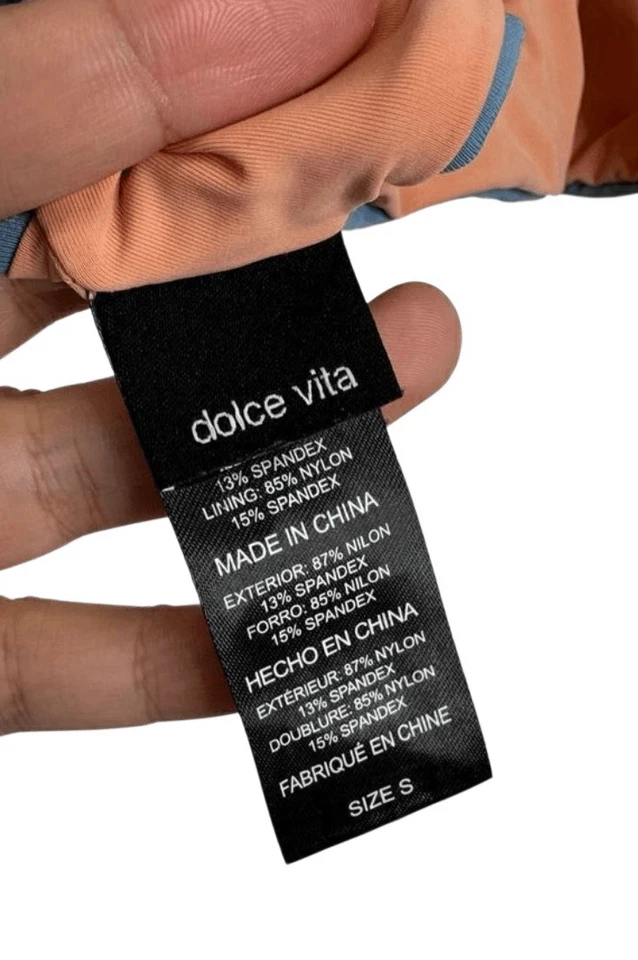 dolce vita
13% SPANDEX
LINING: 85% NYLON
15% SPANDEX
MADE IN CHINA
EXTERIOR: 87% NILON
13% SPANDEX
FORRO: 85% NILON
15% SPANDEX
HECHO EN CHINA
EXTÉRIEUR: 87% NYLON
13% SPANDEX
DOUBLURE: 85% NYLON
15% SPANDEX
FABRIQUÉ EN CHINE
SIZE S